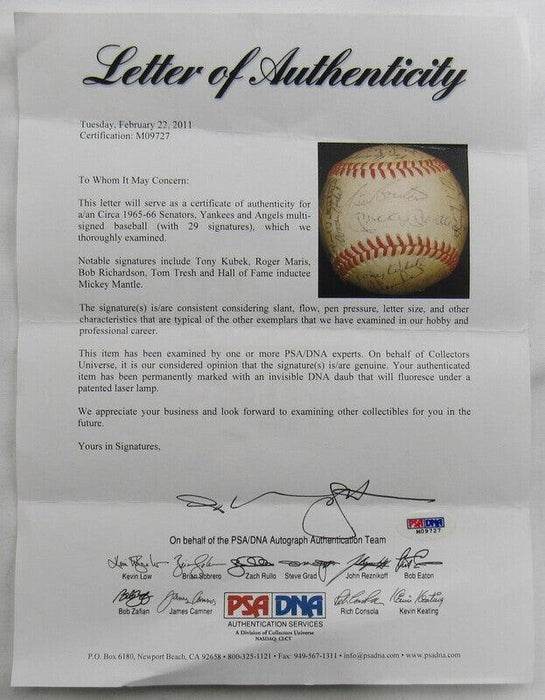 Letter of Authenticity
Tuesday, February 22, 2011
Certification: M09727
To Whom It May Concern:
This letter will serve as a certificate of authenticity for
a/an Circa 1965-66 Senators, Yankees and Angels multi-
signed baseball (with 29 signatures), which we
thoroughly examined.
Notable signatures include Tony Kubek, Roger Maris,
Bob Richardson, Tom Tresh and Hall of Fame inductee
Mickey Mantle.
Mickey Mantle
Tony Kubek
The signature(s) is/are consistent considering slant, flow, pen pressure, letter size, and other
characteristics that are typical of the other exemplars that we have examined in our hobby and
professional career.
This item has been examined by one or more PSA/DNA experts. On behalf of Collectors
Universe, it is our considered opinion that the signature(s) is/are genuine. Your authenticated
item has been permanently marked with an invisible DNA daub that will fluoresce under a
patented laser lamp.
We appreciate your business and look forward to examining other collectibles for you in the
future.
Yours in Signatures,
PSA DNA
M09727
On behalf of the PSA/DNA Autograph Authentication Team
Kevin Low Brian Sobrero Zach Rullo Steve Grad John Reznikoff Bob Eaton
Bob Zafian James Camner Rich Consola Kevin Keating
PSA DNA
AUTHENTICATION SERVICES
A Division of Collectors Universe
NASDAQ: CLCT
P.O. Box 6180, Newport Beach, CA 92658 • 800-325-1121 • Fax: 949-567-1311 • info@psadna.com • www.psadna.com